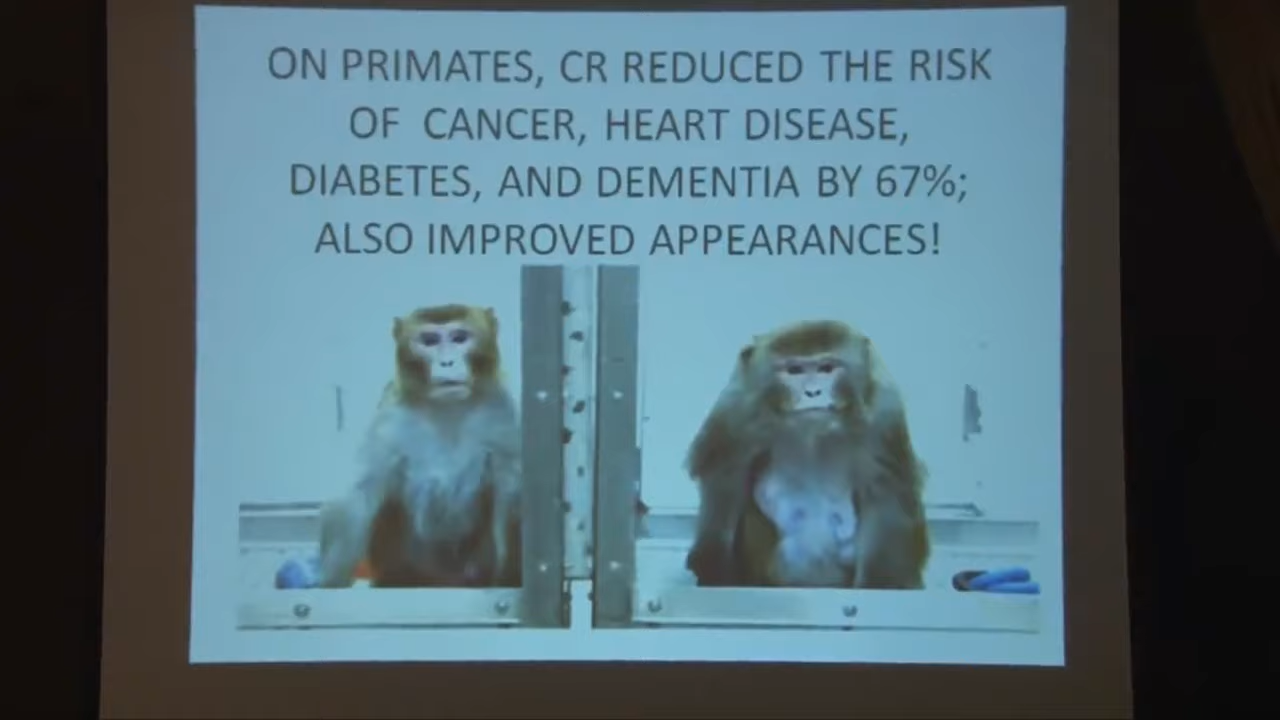 ON PRIMATES, CR REDUCED THE RISK
OF CANCER, HEART DISEASE,
DIABETES, AND DEMENTIA BY 67%;
ALSO IMPROVED APPEARANCES!